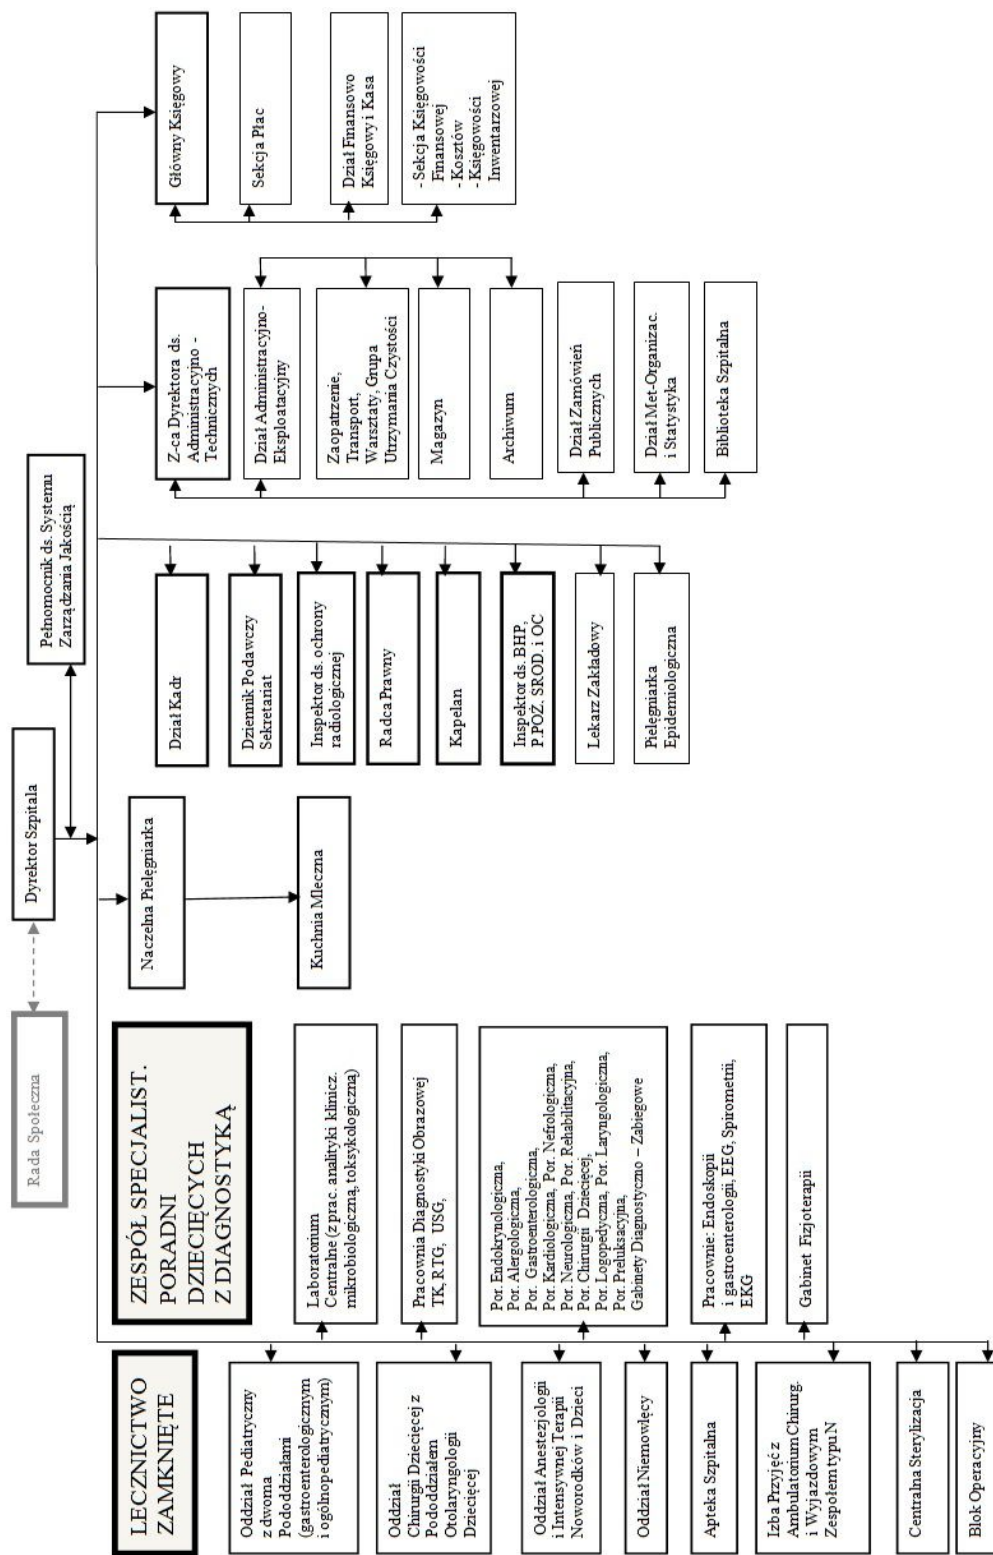 Rada Społeczna
Dyrektor Szpitala
Pełnomocnik ds. Systemu
Zarządzania Jakością
LECZNICTWO
ZAMKNIĘTE
Oddział Pediatryczny
z dwoma
Pododdziałami
(gastroenterologicznym
i ogólnopediatrycznym)
Oddział
Chirurgii Dziecięcej z
Pododdziałem
Otolaryngologii
Dziecięcej
Oddział Anestezjologii
i Intensywnej Terapii
Noworodków i Dzieci
Oddział Niemowlęcy
Apteka Szpitalna
Izba Przyjęć z
Ambulatorium Chirurg.
i Wyjazdowym
Zespołem typu N
Centralna Sterylizacja
Blok Operacyjny
ZESPÓŁ SPECJALIST.
PORADNI
DZIECIĘCYCH
Z DIAGNOSTYKĄ
Laboratorium
Centralne (z prac. analityki klinicz.
mikrobiologiczną, toksykologiczną)
Pracownia Diagnostyki Obrazowej
TK, RTG, USG,
Por. Endokrynologiczna,
Por. Alergologiczna,
Por. Gastroenterologiczna,
Por. Kardiologiczna, Por. Nefrologiczna,
Por. Neurologiczna, Por. Rehabilitacyjna,
Por. Chirurgii Dziecięcej,
Por. Logopedyczna, Por. Laryngologiczna,
Por. Preluksacyjna,
Gabinety Diagnostyczno – Zabiegowe
Pracownie: Endoskopii
i gastroenterologii, EEG, Spirometrii,
EKG
Gabinet Fizjoterapii
Naczelna Pielęgniarka
Kuchnia Mleczna
Dział Kadr
Dziennik Podawczy
Sekretariat
Inspektor ds. ochrony
radiologicznej
Radca Prawny
Kapelan
Inspektor ds. BHP,
P.POŻ. SROD. i OC
Lekarz Zakładowy
Pielęgniarka
Epidemiologiczna
Z-ca Dyrektora ds.
Administracyjno -
Technicznych
Dział Administracyjno-
Eksploatacyjny
Zaopatrzenie,
Transport,
Warsztaty, Grupa
Utrzymania Czystości
Magazyn
Archiwum
Dział Zamówień
Publicznych
Dział Met-Organizac.
i Statystyka
Biblioteka Szpitalna
Główny Księgowy
Sekcja Płac
Dział Finansowo
Księgowy i Kasa
- Sekcja Księgowości
Finansowej
- Kosztów
- Księgowości
Inwentarzowej